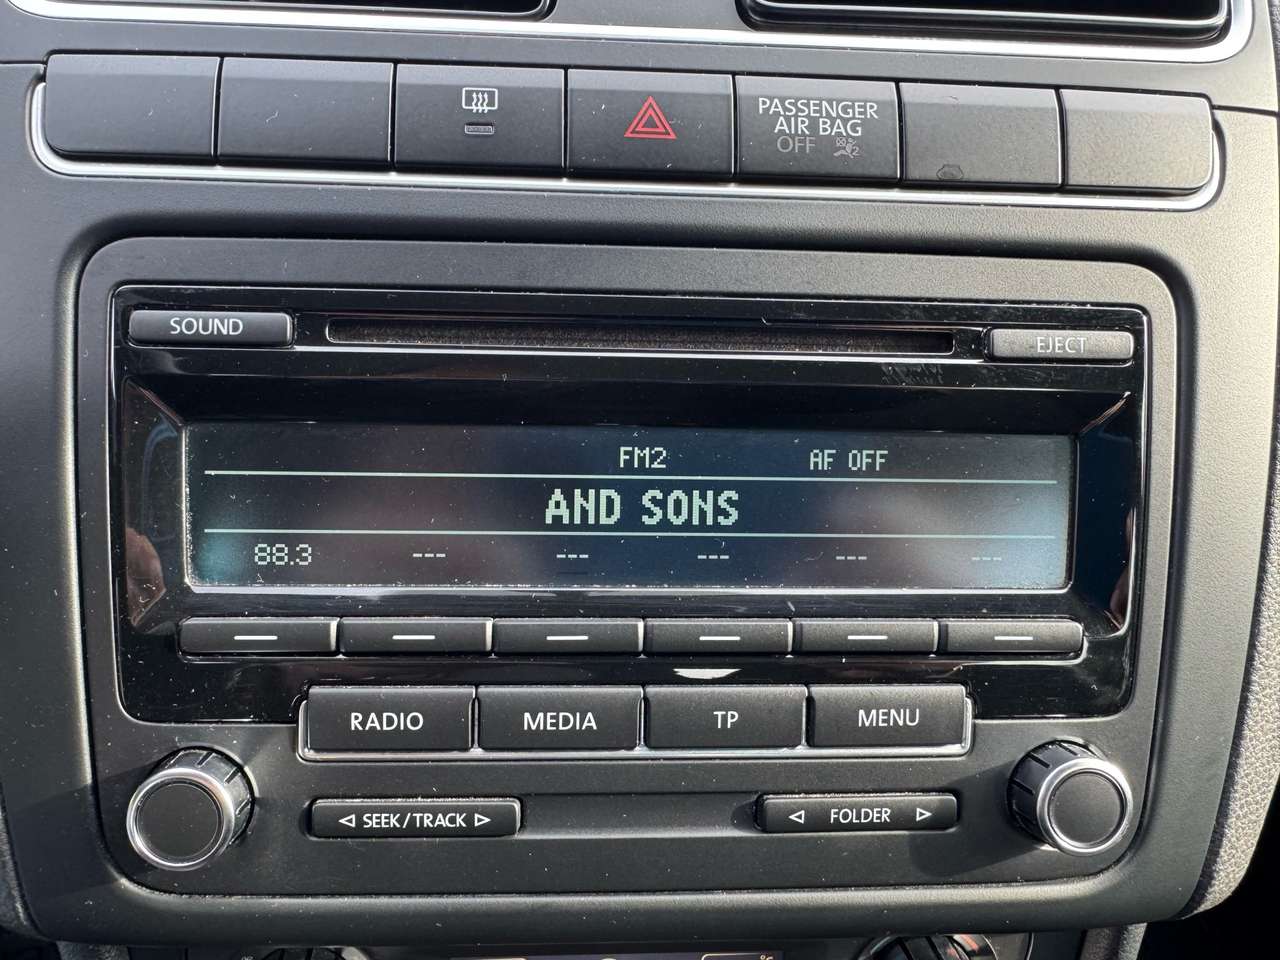 PASSENGER
AIR BAG
OFF 2
SOUND
EJECT
FM2 AF OFF
AND SONS
88.3 --- --- --- --- ---
RADIO MEDIA TP MENU
SEEK/TRACK FOLDER